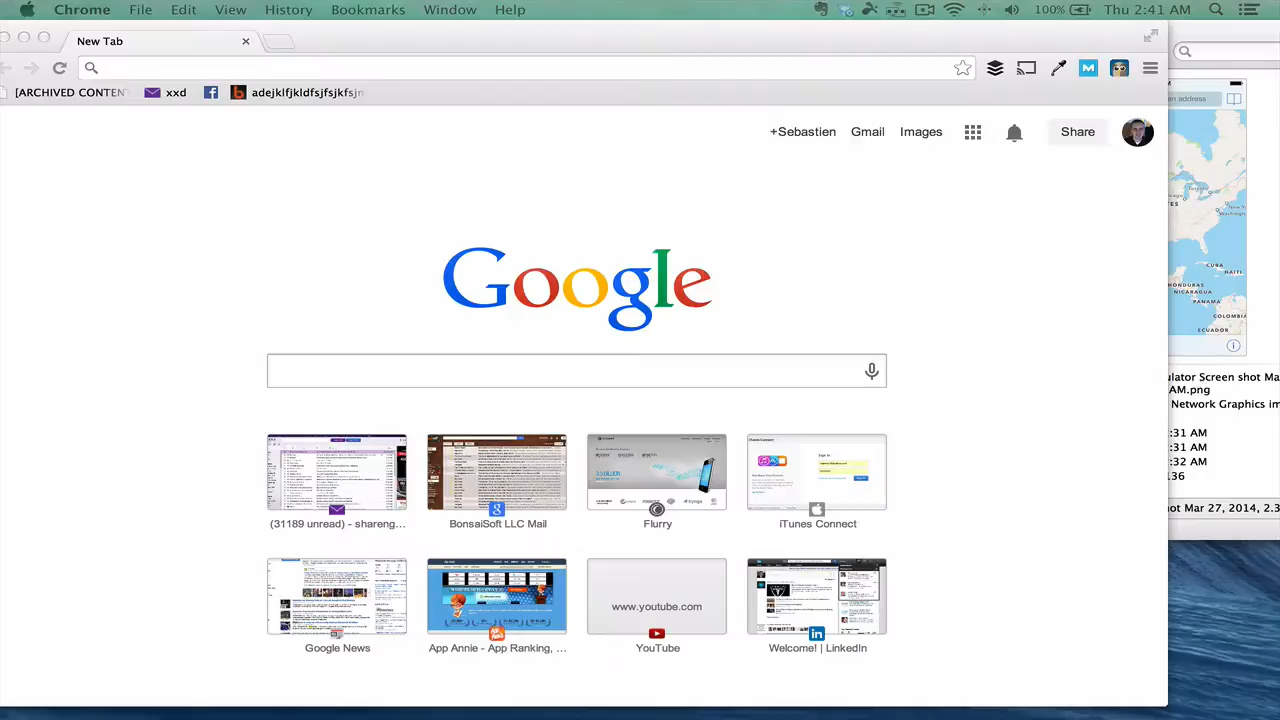 Chrome File Edit View History Bookmarks Window Help 100% Thu 2:41 AM
New Tab
[ARCHIVED CONTEN xxd adejklfjkldfsjfsjkfsjn
+Sebastien Gmail Images Share
Google
(31189 unread) - shareng... BonsaiSoft LLC Mail Flurry iTunes Connect
www.youtube.com
Google News App Annie - App Ranking, ... YouTube Welcome! | LinkedIn
address
CUBA
HAITI
HONDURAS
NICARAGUA
PANAMA
COLOMBIA
ECUADOR
ulator Screen shot Ma
AM.png
Network Graphics im
:31 AM
:31 AM
:32 AM
:36
ot Mar 27, 2014, 2.3